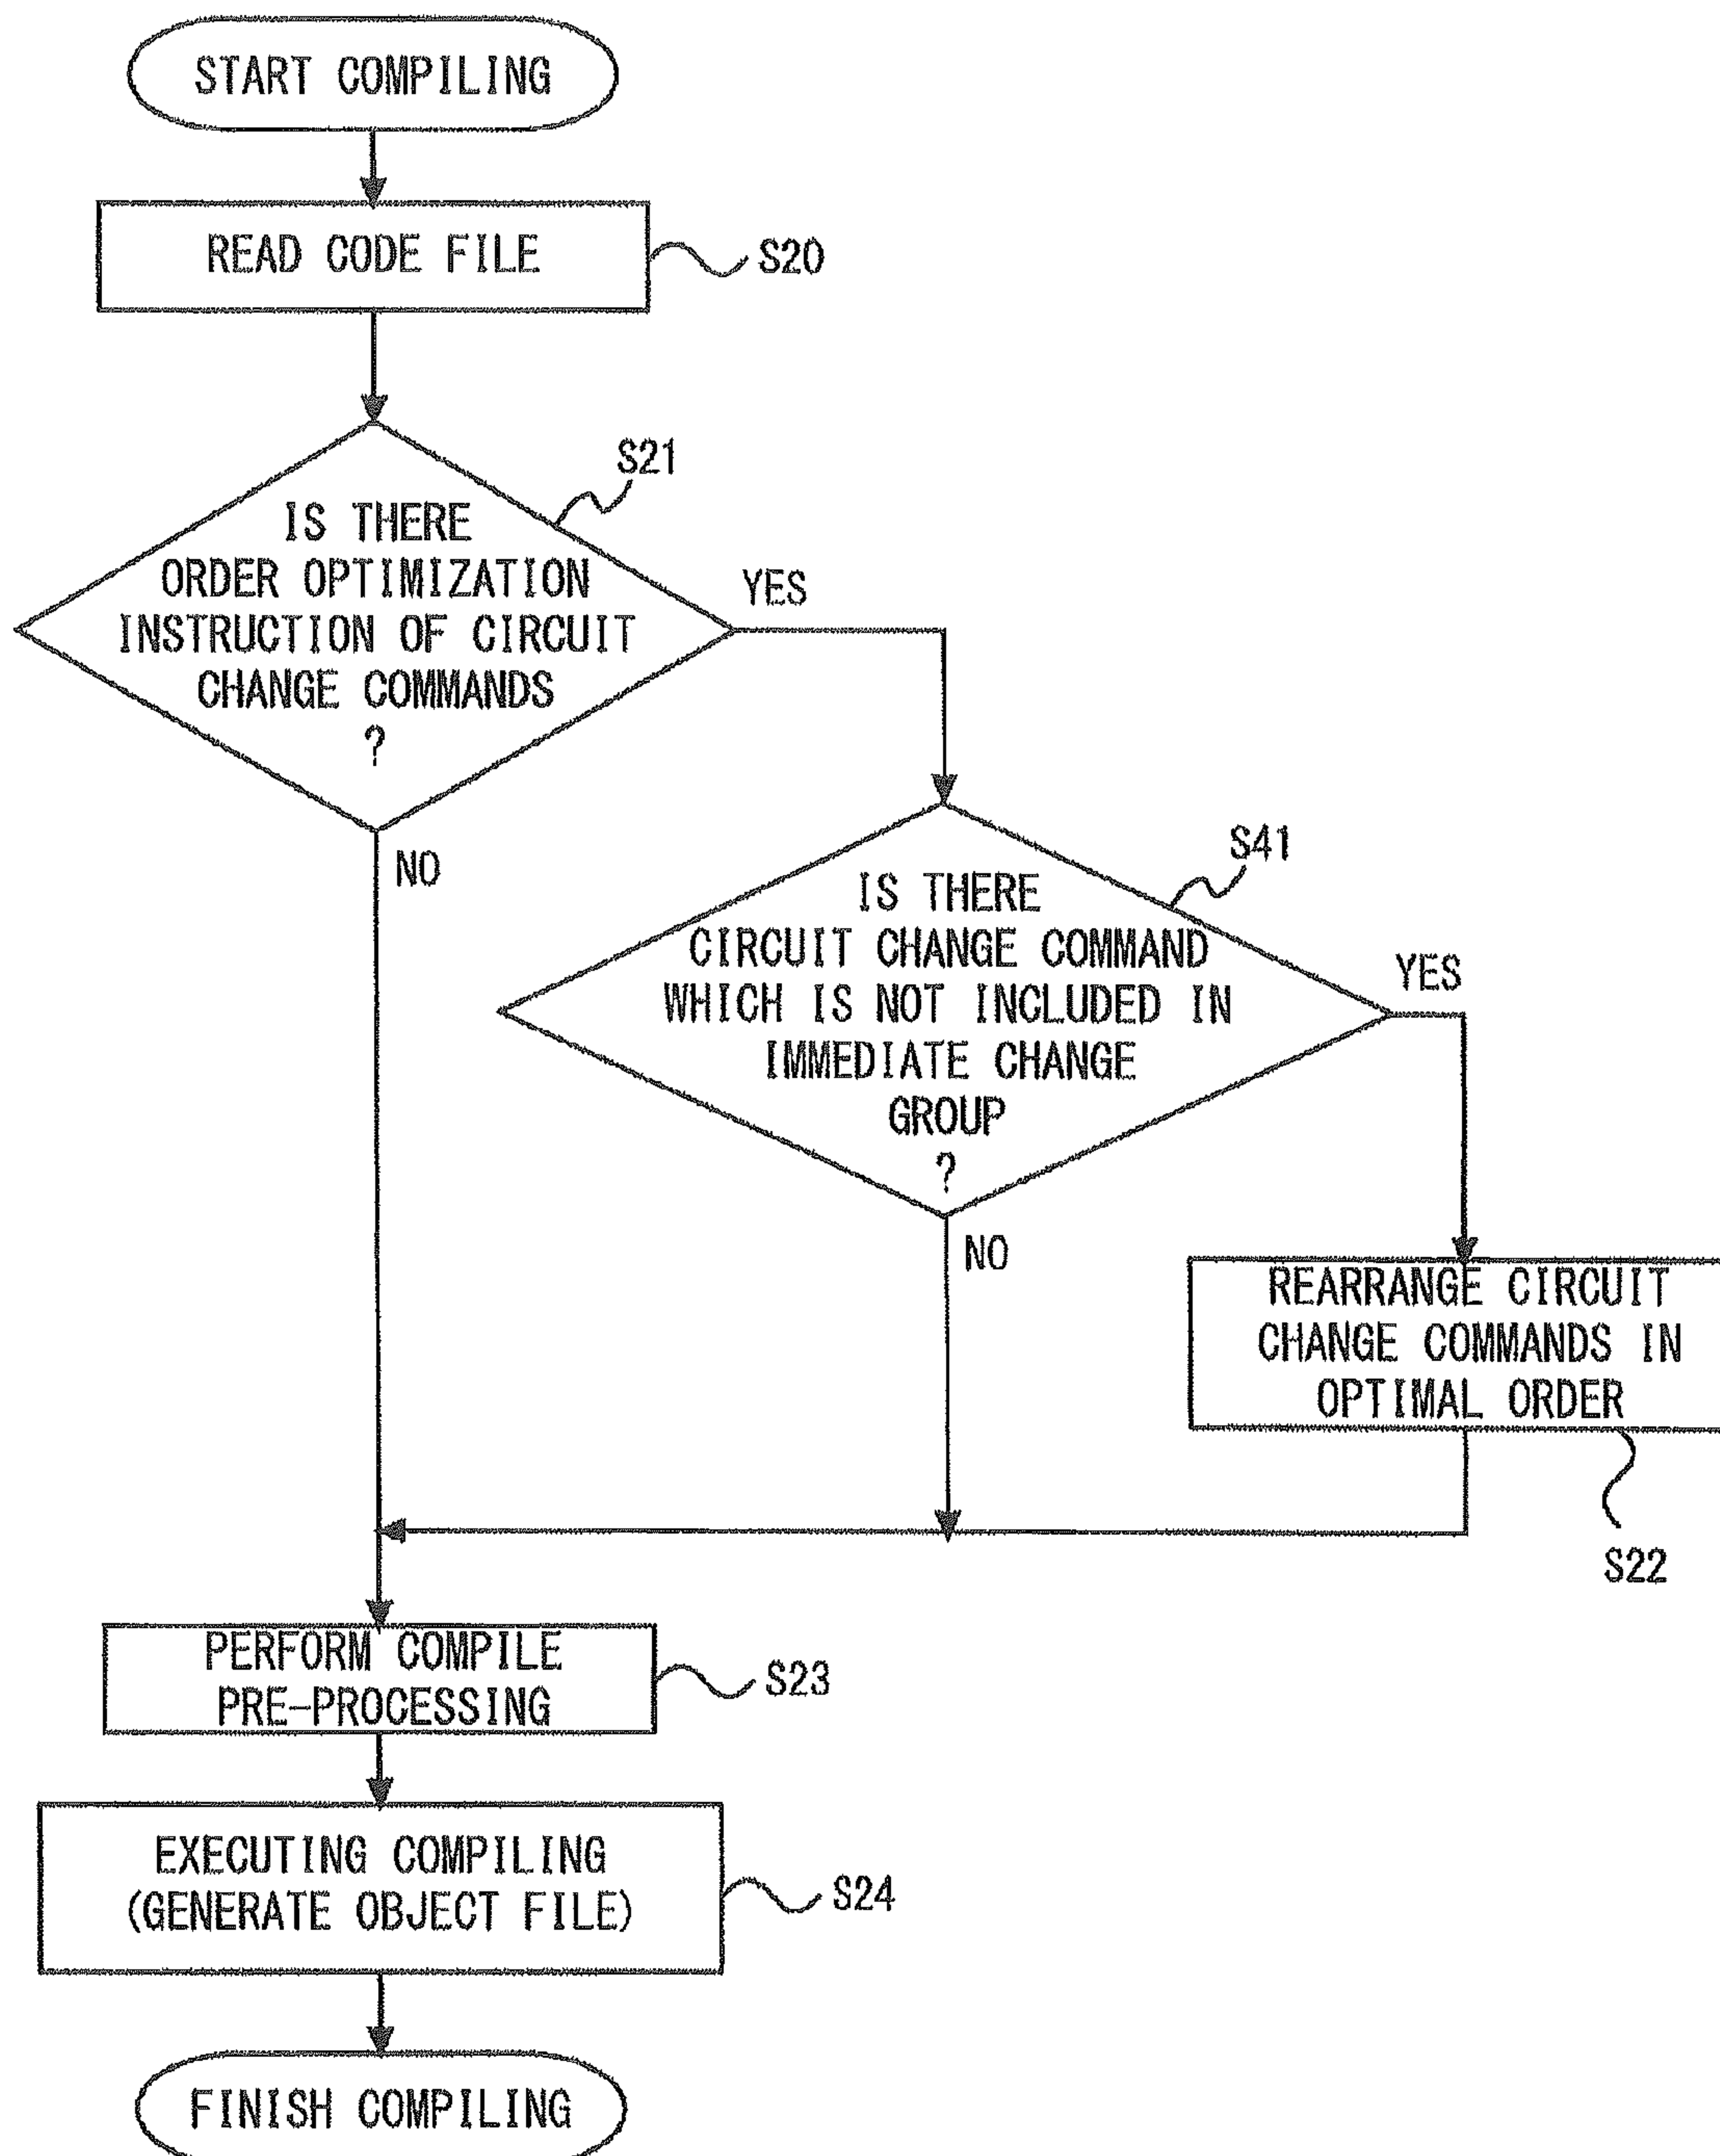 START COMPILING
READ CODE FILE
S20
S21
IS THERE
ORDER OPTIMIZATION
INSTRUCTION OF CIRCUIT
CHANGE COMMANDS
?
YES
NO
S41
IS THERE
CIRCUIT CHANGE COMMAND
WHICH IS NOT INCLUDED IN
IMMEDIATE CHANGE
GROUP
?
YES
NO
REARRANGE CIRCUIT
CHANGE COMMANDS IN
OPTIMAL ORDER
S22
PERFORM COMPILE
PRE-PROCESSING
S23
EXECUTING COMPILING
(GENERATE OBJECT FILE)
S24
FINISH COMPILING